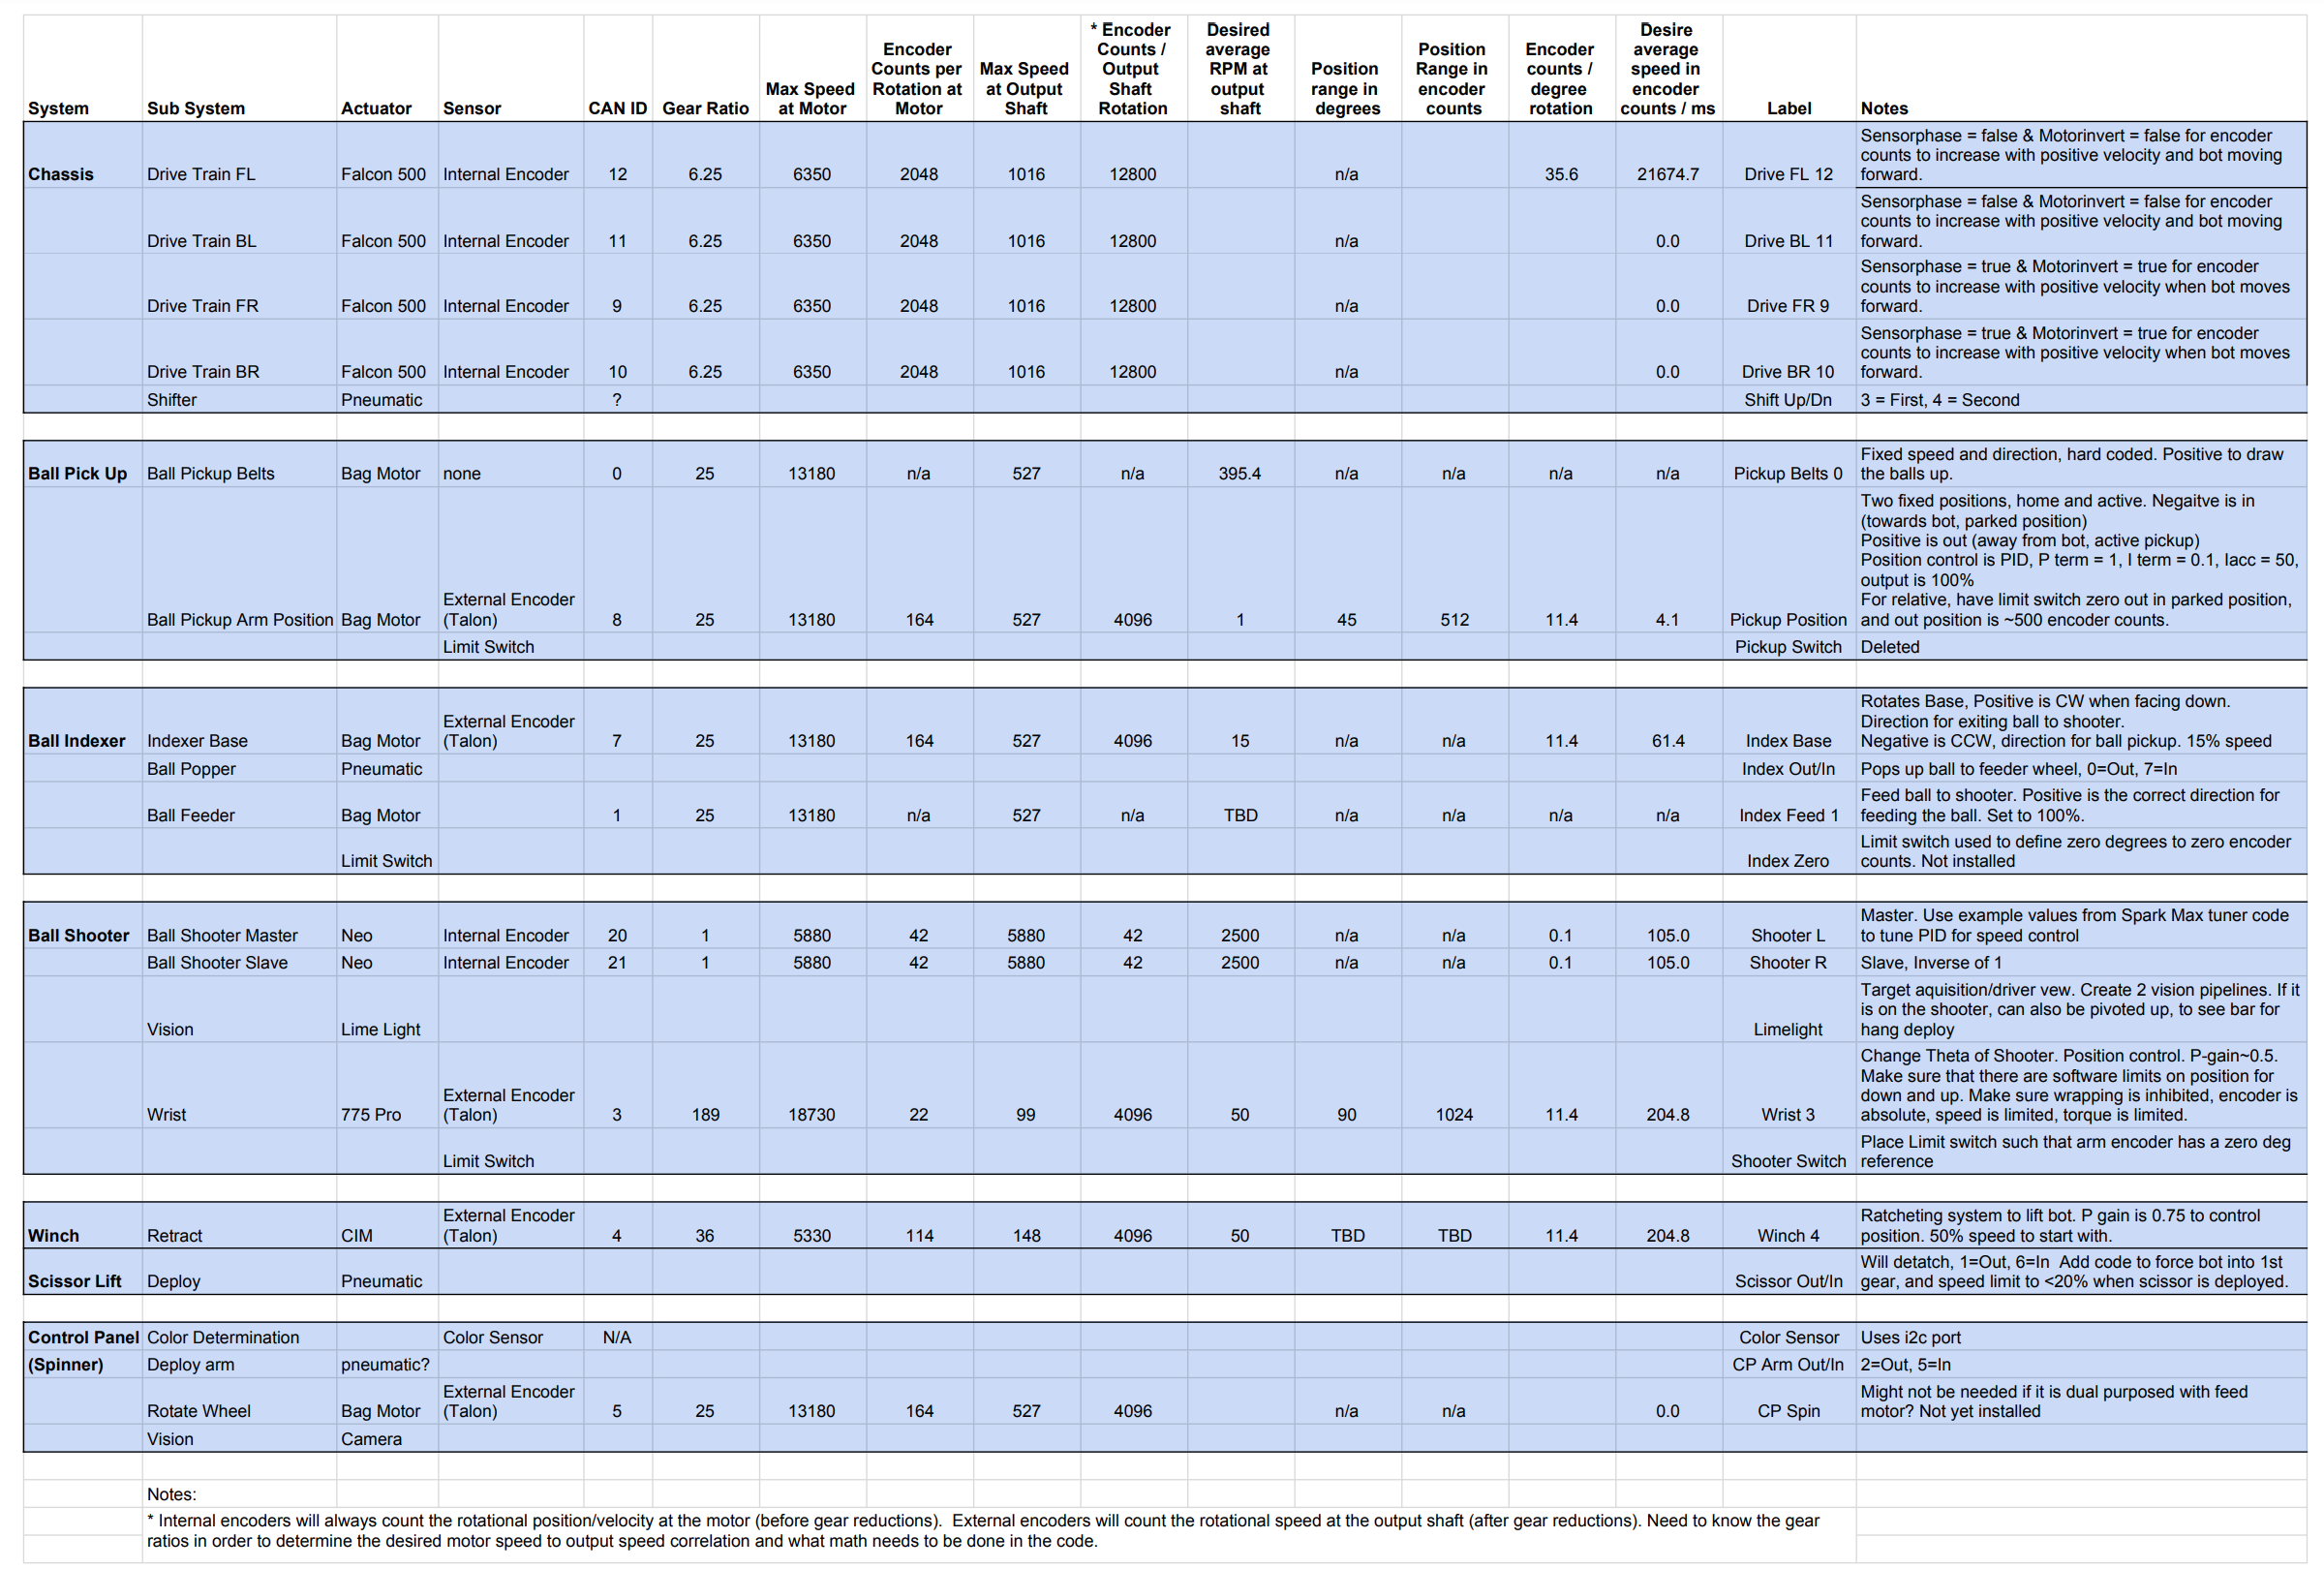 System Sub System Actuator Sensor CAN ID Gear Ratio Max Speed at Motor Encoder Counts per Rotation at Motor Max Speed at Output Shaft * Encoder Counts / Output Shaft Rotation Desired average RPM at output shaft Position range in degrees Position Range in encoder counts Encoder counts / degree rotation Desire average speed in encoder counts / ms Label Notes
Chassis Drive Train FL Falcon 500 Internal Encoder 12 6.25 6350 2048 1016 12800 n/a 35.6 21674.7 Drive FL 12 Sensorphase = false & Motorinvert = false for encoder
counts to increase with positive velocity and bot moving
forward.
Drive Train BL Falcon 500 Internal Encoder 11 6.25 6350 2048 1016 12800 n/a 0.0 Drive BL 11 Sensorphase = false & Motorinvert = false for encoder
counts to increase with positive velocity and bot moving
forward.
Drive Train FR Falcon 500 Internal Encoder 9 6.25 6350 2048 1016 12800 n/a 0.0 Drive FR 9 Sensorphase = true & Motorinvert = true for encoder
counts to increase with positive velocity when bot moves
forward.
Drive Train BR Falcon 500 Internal Encoder 10 6.25 6350 2048 1016 12800 n/a 0.0 Drive BR 10 Sensorphase = true & Motorinvert = true for encoder
counts to increase with positive velocity when bot moves
forward.
Shifter Pneumatic ? Shift Up/Dn 3 = First, 4 = Second
Ball Pick Up Ball Pickup Belts Bag Motor none 0 25 13180 n/a 527 n/a 395.4 n/a n/a n/a n/a Pickup Belts 0 Fixed speed and direction, hard coded. Positive to draw
the balls up.
Ball Pickup Arm Position Bag Motor External Encoder (Talon) 8 25 13180 164 527 4096 1 45 512 11.4 4.1 Pickup Position Two fixed positions, home and active. Negaitve is in
(towards bot, parked position)
Positive is out (away from bot, active pickup)
Position control is PID, P term = 1, I term = 0.1, Iacc = 50,
output is 100%
For relative, have limit switch zero out in parked position,
and out position is ~500 encoder counts.
Limit Switch Pickup Switch Deleted
Ball Indexer Indexer Base Bag Motor External Encoder (Talon) 7 25 13180 164 527 4096 15 n/a n/a 11.4 61.4 Index Base Rotates Base, Positive is CW when facing down.
Direction for exiting ball to shooter.
Negative is CCW, direction for ball pickup. 15% speed
Ball Popper Pneumatic Index Out/In Pops up ball to feeder wheel, 0=Out, 7=In
Ball Feeder Bag Motor 1 25 13180 n/a 527 n/a TBD n/a n/a n/a n/a Index Feed 1 Feed ball to shooter. Positive is the correct direction for
feeding the ball. Set to 100%.
Limit Switch Index Zero Limit switch used to define zero degrees to zero encoder
counts. Not installed
Ball Shooter Ball Shooter Master Neo Internal Encoder 20 1 5880 42 5880 42 2500 n/a n/a 0.1 105.0 Shooter L Master. Use example values from Spark Max tuner code
to tune PID for speed control
Ball Shooter Slave Neo Internal Encoder 21 1 5880 42 5880 42 2500 n/a n/a 0.1 105.0 Shooter R Slave, Inverse of 1
Vision Lime Light Limelight Target aquisition/driver vew. Create 2 vision pipelines. If it
is on the shooter, can also be pivoted up, to see bar for
hang deploy
Wrist 775 Pro External Encoder (Talon) 3 189 18730 22 99 4096 50 90 1024 11.4 204.8 Wrist 3 Change Theta of Shooter. Position control. P-gain~0.5.
Make sure that there are software limits on position for
down and up. Make sure wrapping is inhibited, encoder is
absolute, speed is limited, torque is limited.
Limit Switch Shooter Switch Place Limit switch such that arm encoder has a zero deg
reference
Winch Retract CIM External Encoder (Talon) 4 36 5330 114 148 4096 50 TBD TBD 11.4 204.8 Winch 4 Ratcheting system to lift bot. P gain is 0.75 to control
position. 50% speed to start with.
Scissor Lift Deploy Pneumatic Scissor Out/In Will detatch, 1=Out, 6=In Add code to force bot into 1st
gear, and speed limit to <20% when scissor is deployed.
Control Panel Color Determination Color Sensor N/A Color Sensor Uses i2c port
(Spinner) Deploy arm pneumatic? CP Arm Out/In 2=Out, 5=In
Rotate Wheel Bag Motor External Encoder (Talon) 5 25 13180 164 527 4096 n/a n/a 0.0 CP Spin Might not be needed if it is dual purposed with feed
motor? Not yet installed
Vision Camera
Notes:
* Internal encoders will always count the rotational position/velocity at the motor (before gear reductions). External encoders will count the rotational speed at the output shaft (after gear reductions). Need to know the gear
ratios in order to determine the desired motor speed to output speed correlation and what math needs to be done in the code.